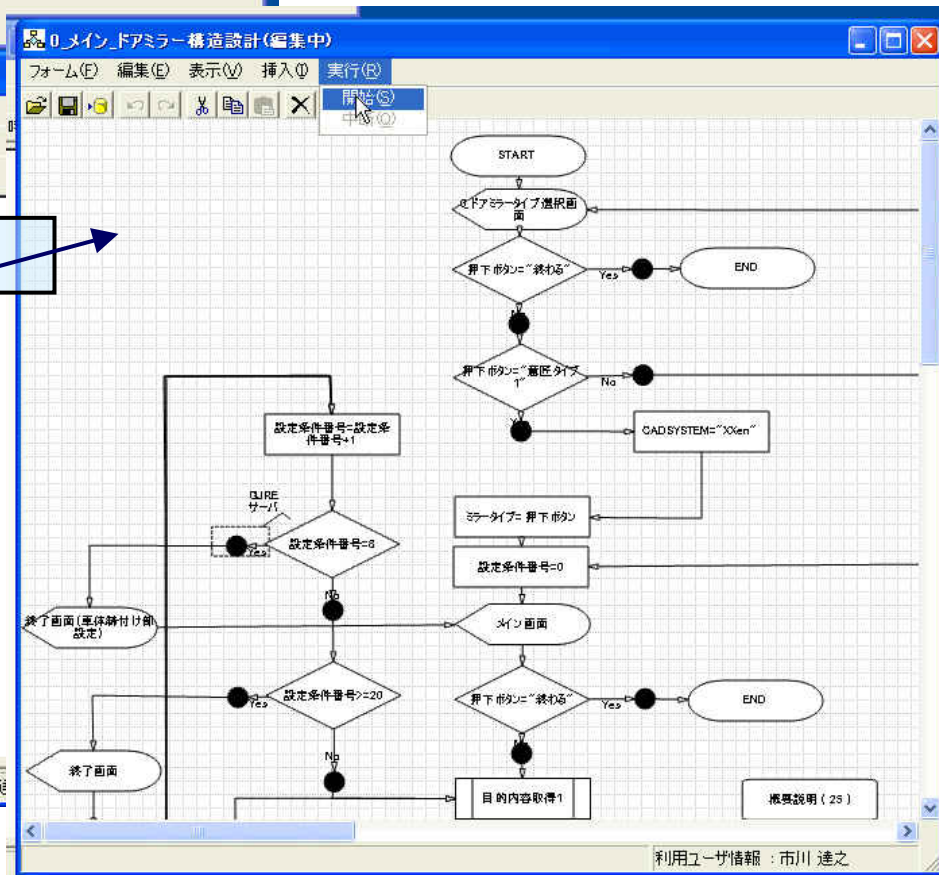 0_メイン_ドアミラー構造設計(編集中)
フォーム(F) 編集(E) 表示(V) 挿入(I) 実行(R)
開始(S)
中断(O)
START
ドアミラータイプ選択画
面
押下ボタン="終わる"
Yes
END
押下ボタン="意匠タイプ
1"
No
CADSYSTEM="XXen"
設定条件番号=設定条
件番号+1
サーバ
ミラータイプ=押下ボタン
設定条件番号=8
Yes
設定条件番号=0
No
終了画面(車体締付け部
設定)
メイン画面
設定条件番号>=20
Yes
押下ボタン="終わる"
Yes
END
No
終了画面
目的内容取得1
概要説明(25)
利用ユーザ情報 : 市川 達之